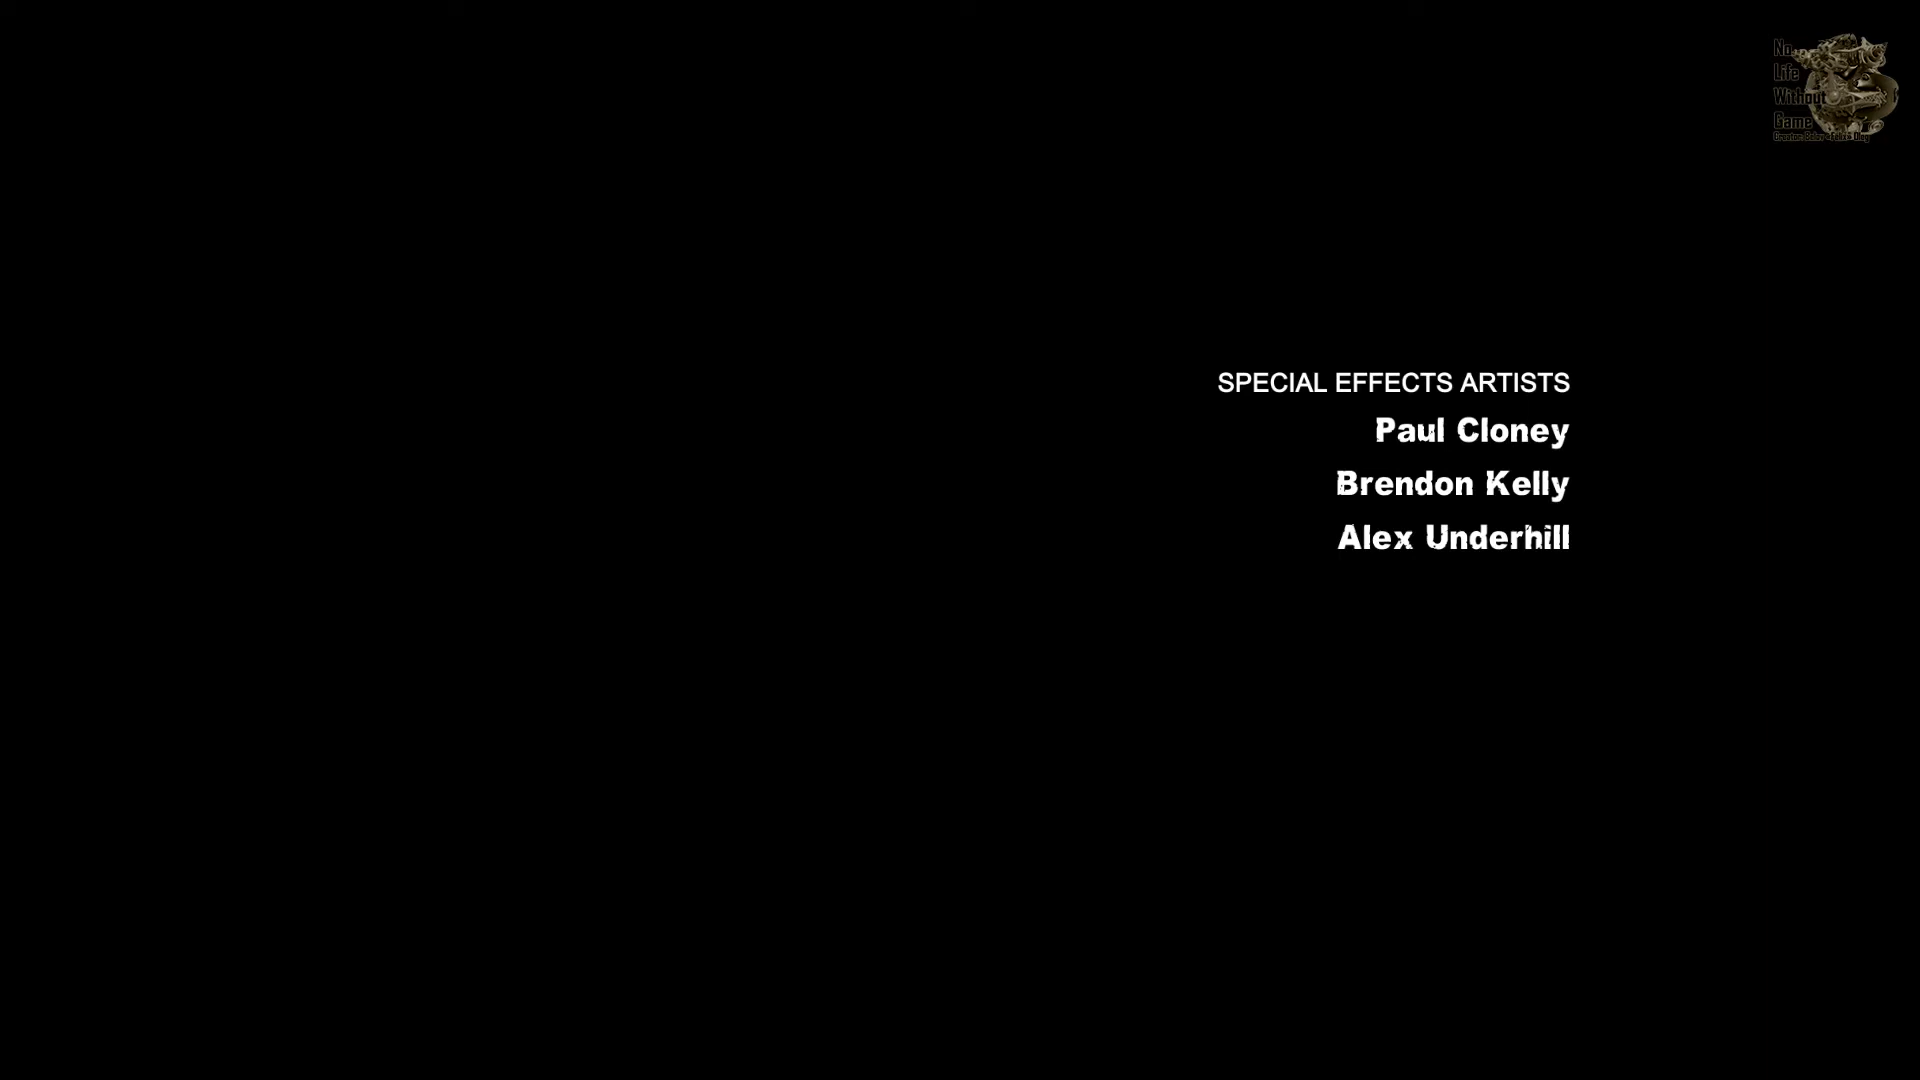 No
Life
Without
Game
SPECIAL EFFECTS ARTISTS
Paul Cloney
Brendon Kelly
Alex Underhill